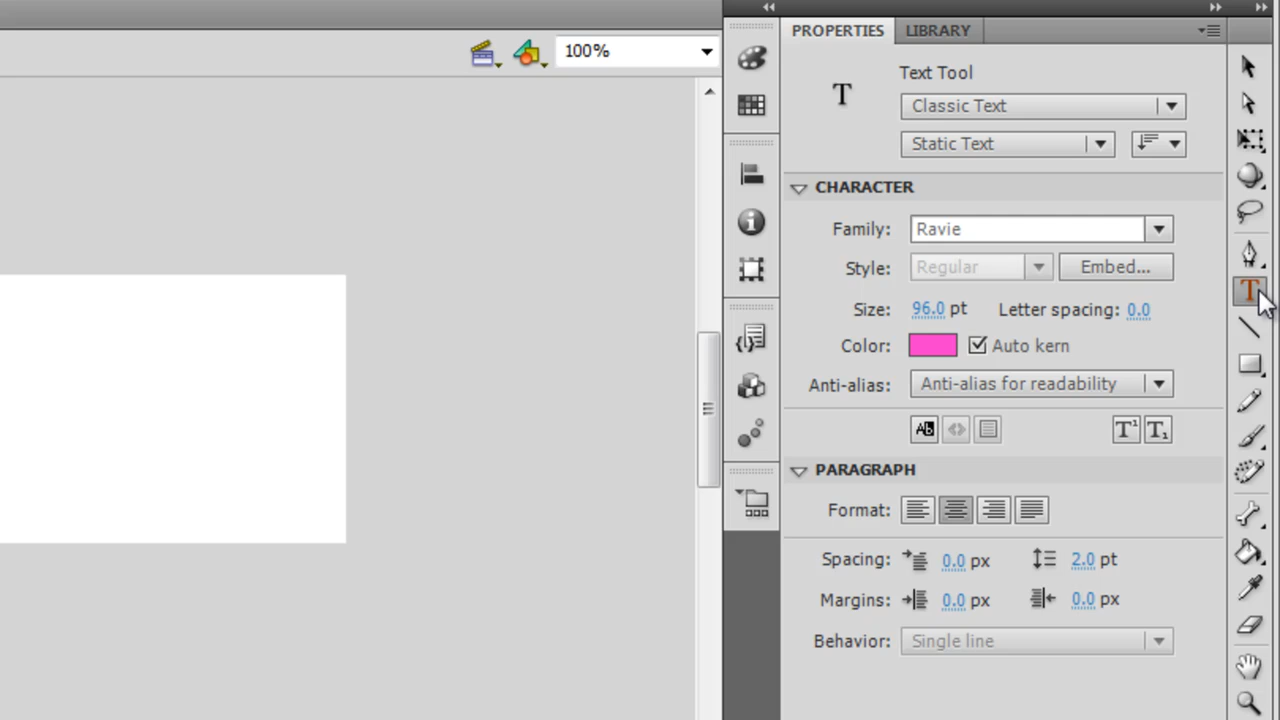 100%
PROPERTIES LIBRARY
Text Tool
T
Classic Text
Static Text
CHARACTER
Family: Ravie
Style: Regular Embed...
Size: 96.0 pt Letter spacing: 0.0
Color: Auto kern
Anti-alias: Anti-alias for readability
PARAGRAPH
Format:
Spacing: 0.0 px 2.0 pt
Margins: 0.0 px 0.0 px
Behavior: Single line